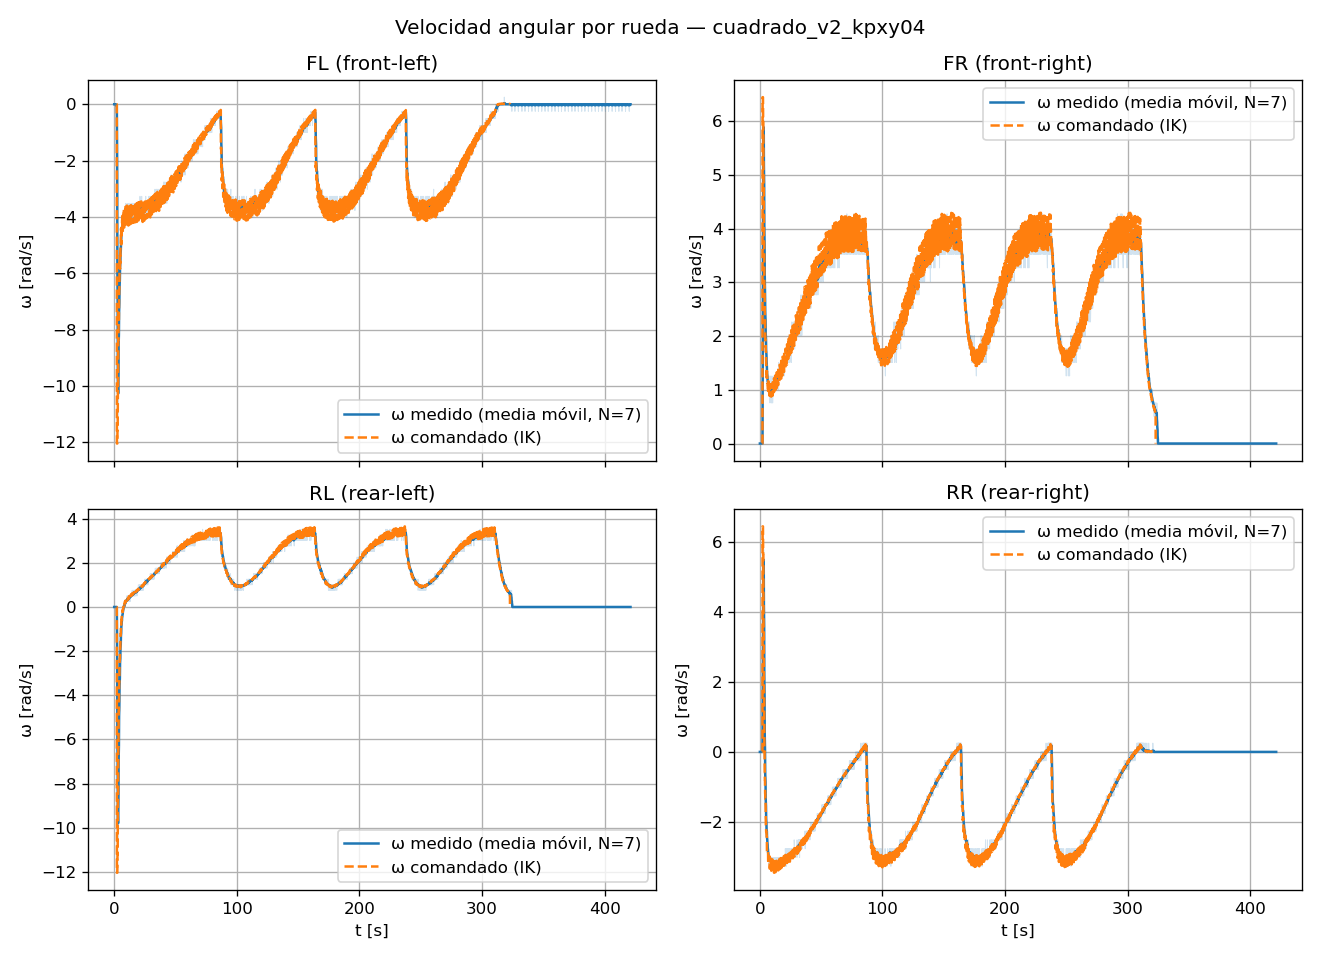 Velocidad angular por rueda — cuadrado_v2_kpxy04
FL (front-left)
FR (front-right)
ω [rad/s]
0
−2
−4
−6
−8
−10
−12
ω medido (media móvil, N=7)
ω comandado (IK)
ω [rad/s]
6
5
4
3
2
1
0
ω medido (media móvil, N=7)
ω comandado (IK)
RL (rear-left)
RR (rear-right)
ω [rad/s]
4
2
0
−2
−4
−6
−8
−10
−12
ω medido (media móvil, N=7)
ω comandado (IK)
0 100 200 300 400
t [s]
ω [rad/s]
6
4
2
0
−2
ω medido (media móvil, N=7)
ω comandado (IK)
0 100 200 300 400
t [s]